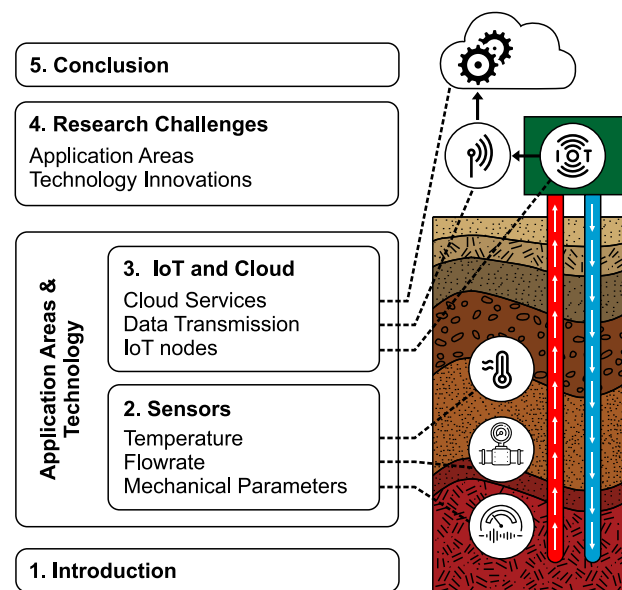 5. Conclusion
4. Research Challenges
Application Areas
Technology Innovations
Application Areas &
Technology
3. IoT and Cloud
Cloud Services
Data Transmission
IoT nodes
2. Sensors
Temperature
Flowrate
Mechanical Parameters
1. Introduction
I O T